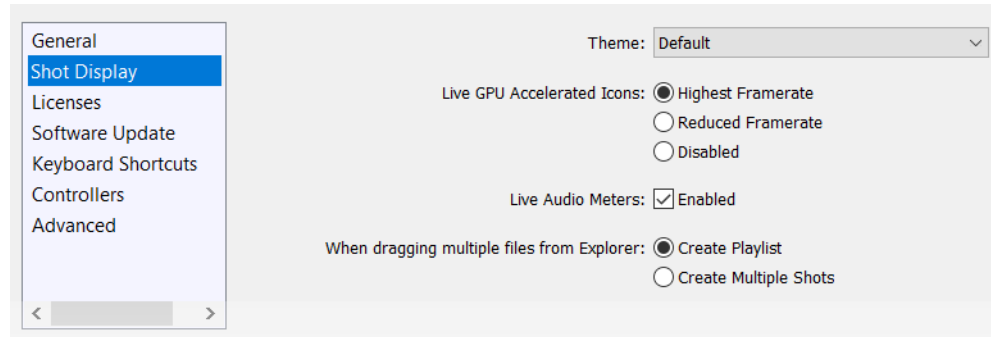 General
Shot Display
Licenses
Software Update
Keyboard Shortcuts
Controllers
Advanced
Theme: Default
Live GPU Accelerated Icons: Highest Framerate
Reduced Framerate
Disabled
Live Audio Meters: Enabled
When dragging multiple files from Explorer: Create Playlist
Create Multiple Shots